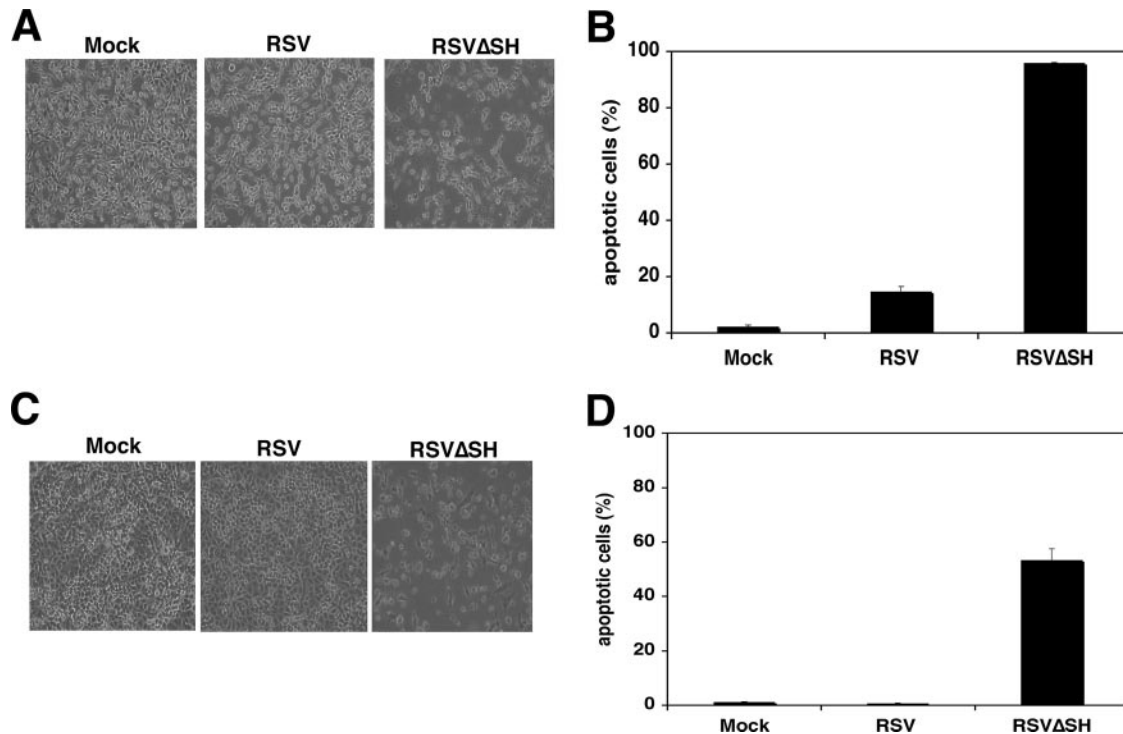 A
Mock RSV RSVΔSH
B
apoptotic cells (%)
100
80
60
40
20
0
Mock RSV RSVΔSH
C
Mock RSV RSVΔSH
D
apoptotic cells (%)
100
80
60
40
20
0
Mock RSV RSVΔSH